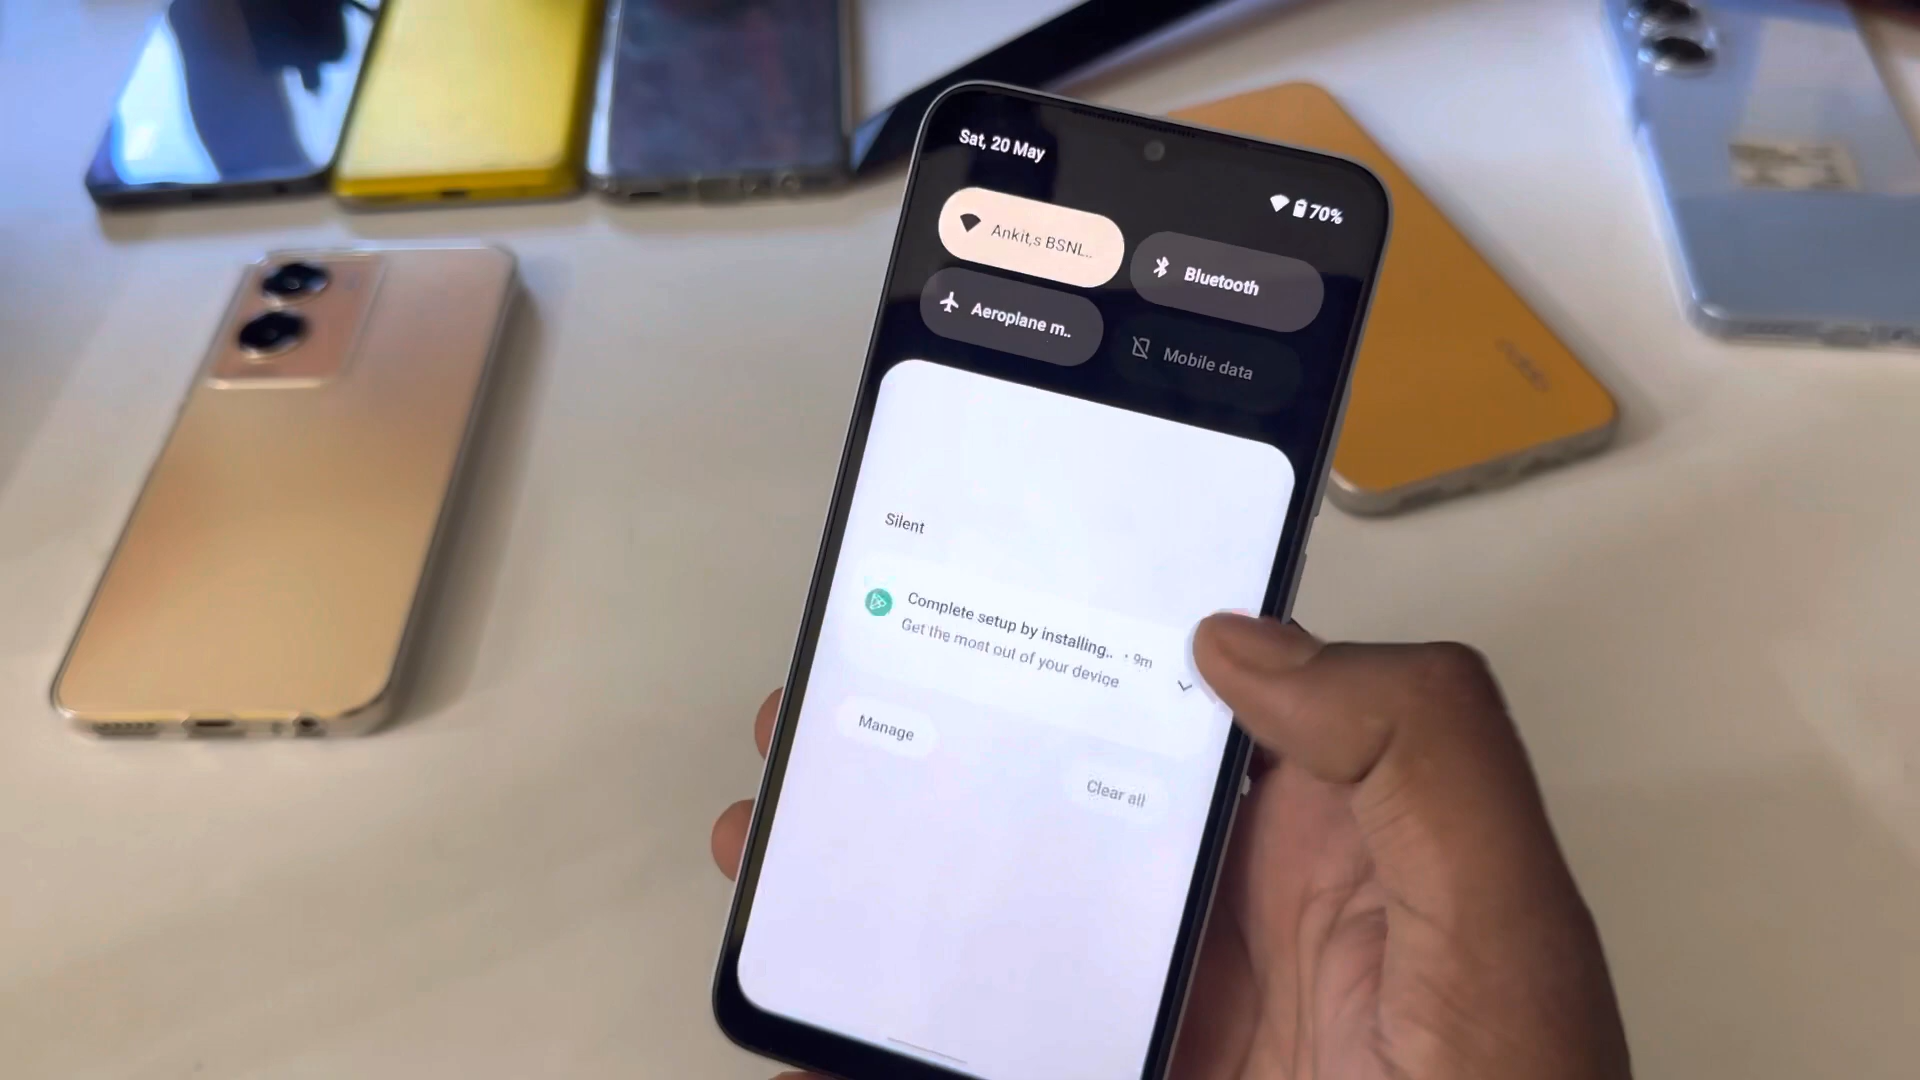 Sat, 20 May
70%
Ankit,s BSNL..
Bluetooth
Aeroplane m..
Mobile data
Silent
Complete setup by installing.. · 9m
Get the most out of your device
Manage
Clear all